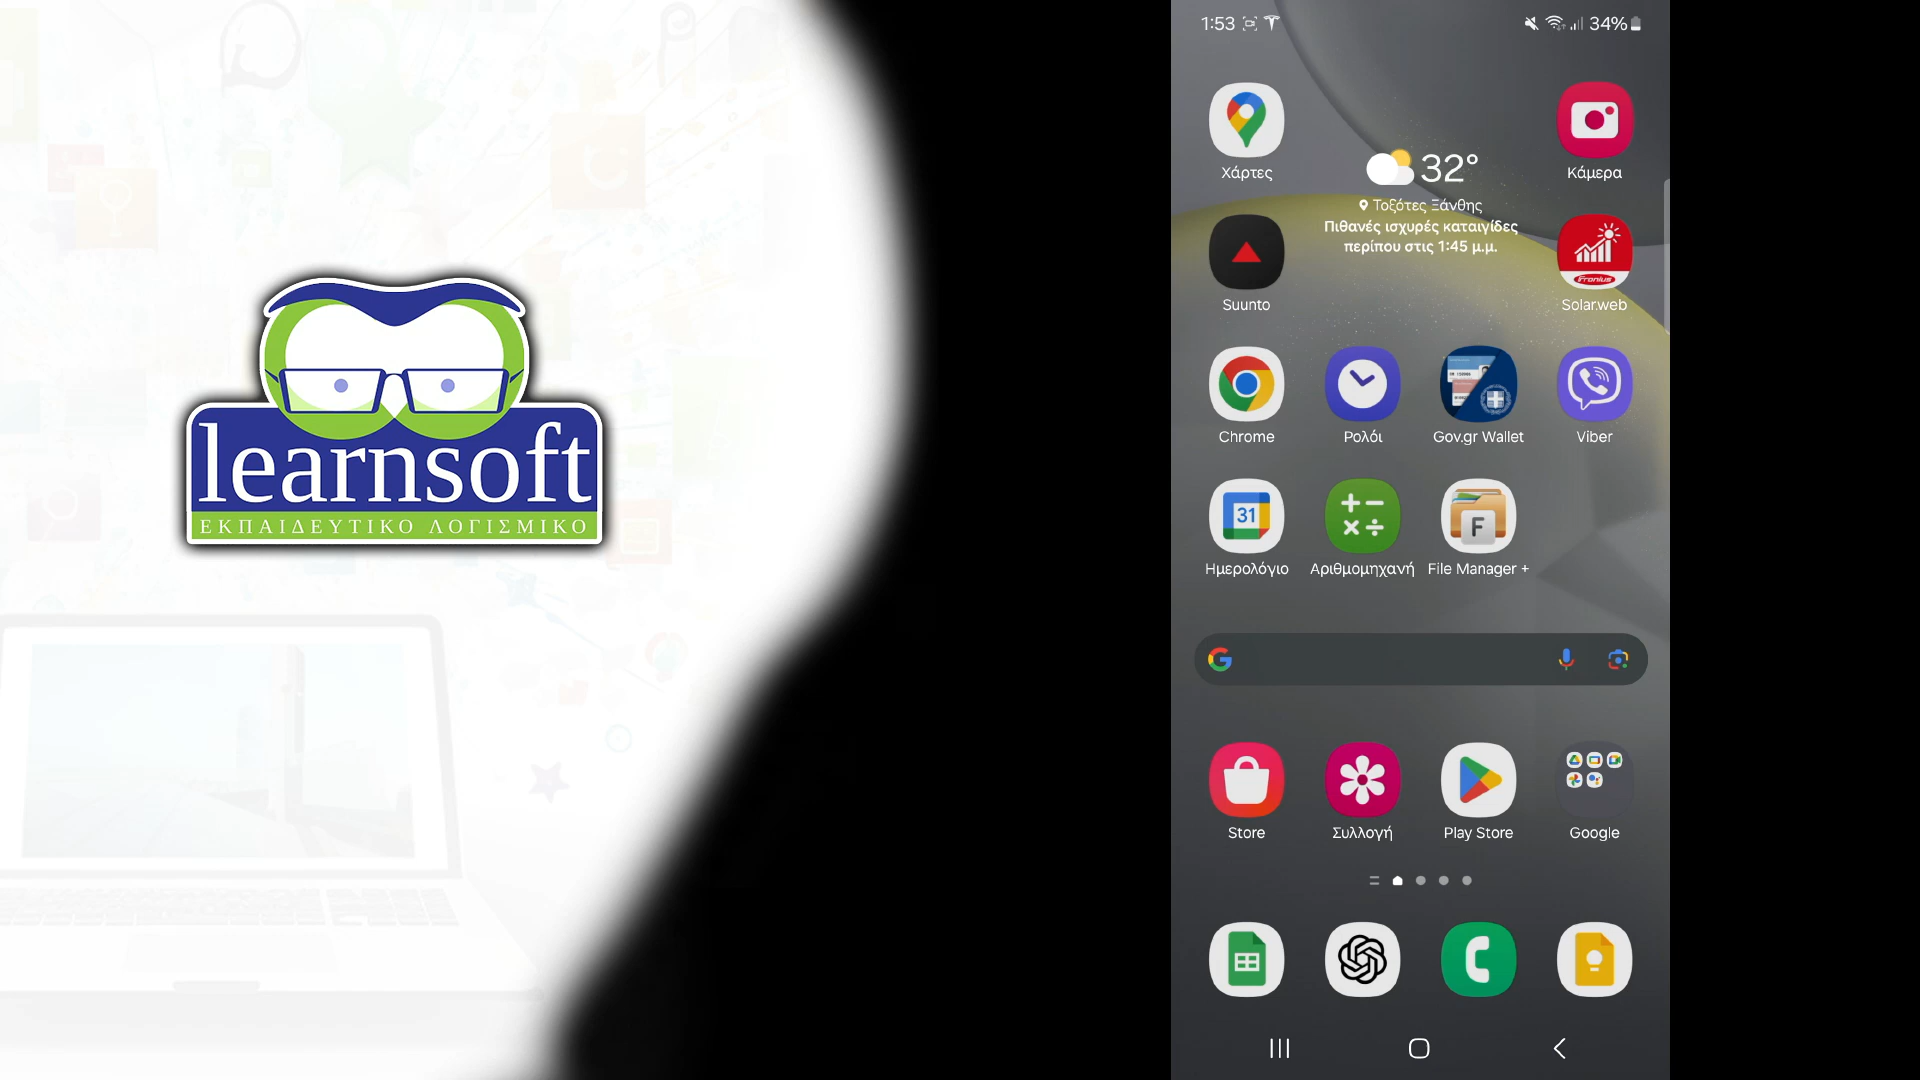 learnsoft
ΕΚΠΑΙΔΕΥΤΙΚΟ ΛΟΓΙΣΜΙΚΟ
1:53
34%
Χάρτες
32°
Κάμερα
Τοξότες Ξάνθης
Πιθανές ισχυρές καταιγίδες
περίπου στις 1:45 μ.μ.
Fronius
Suunto
Solar.web
Chrome
Ρολόι
Gov.gr Wallet
Viber
31
F
Ημερολόγιο
Αριθμομηχανή
File Manager +
Store
Συλλογή
Play Store
Google